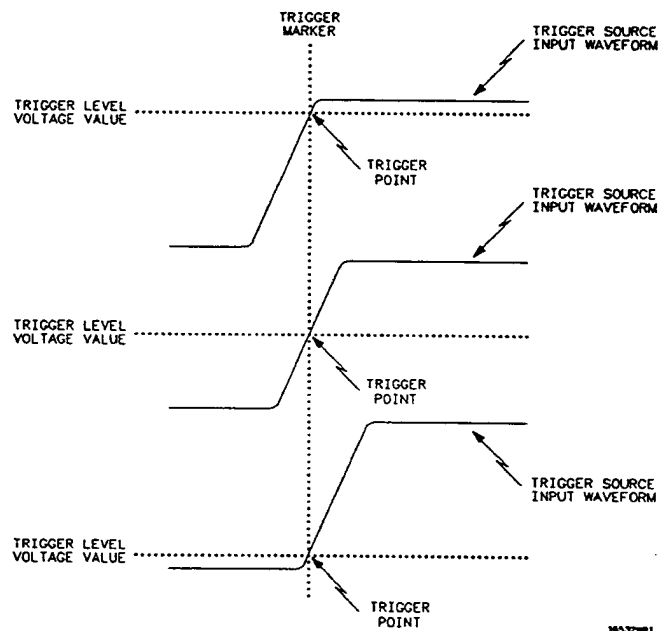 TRIGGER
MARKER
TRIGGER SOURCE
INPUT WAVEFORM
TRIGGER LEVEL
VOLTAGE VALUE
TRIGGER
POINT
TRIGGER SOURCE
INPUT WAVEFORM
TRIGGER LEVEL
VOLTAGE VALUE
TRIGGER
POINT
TRIGGER SOURCE
INPUT WAVEFORM
TRIGGER LEVEL
VOLTAGE VALUE
TRIGGER
POINT